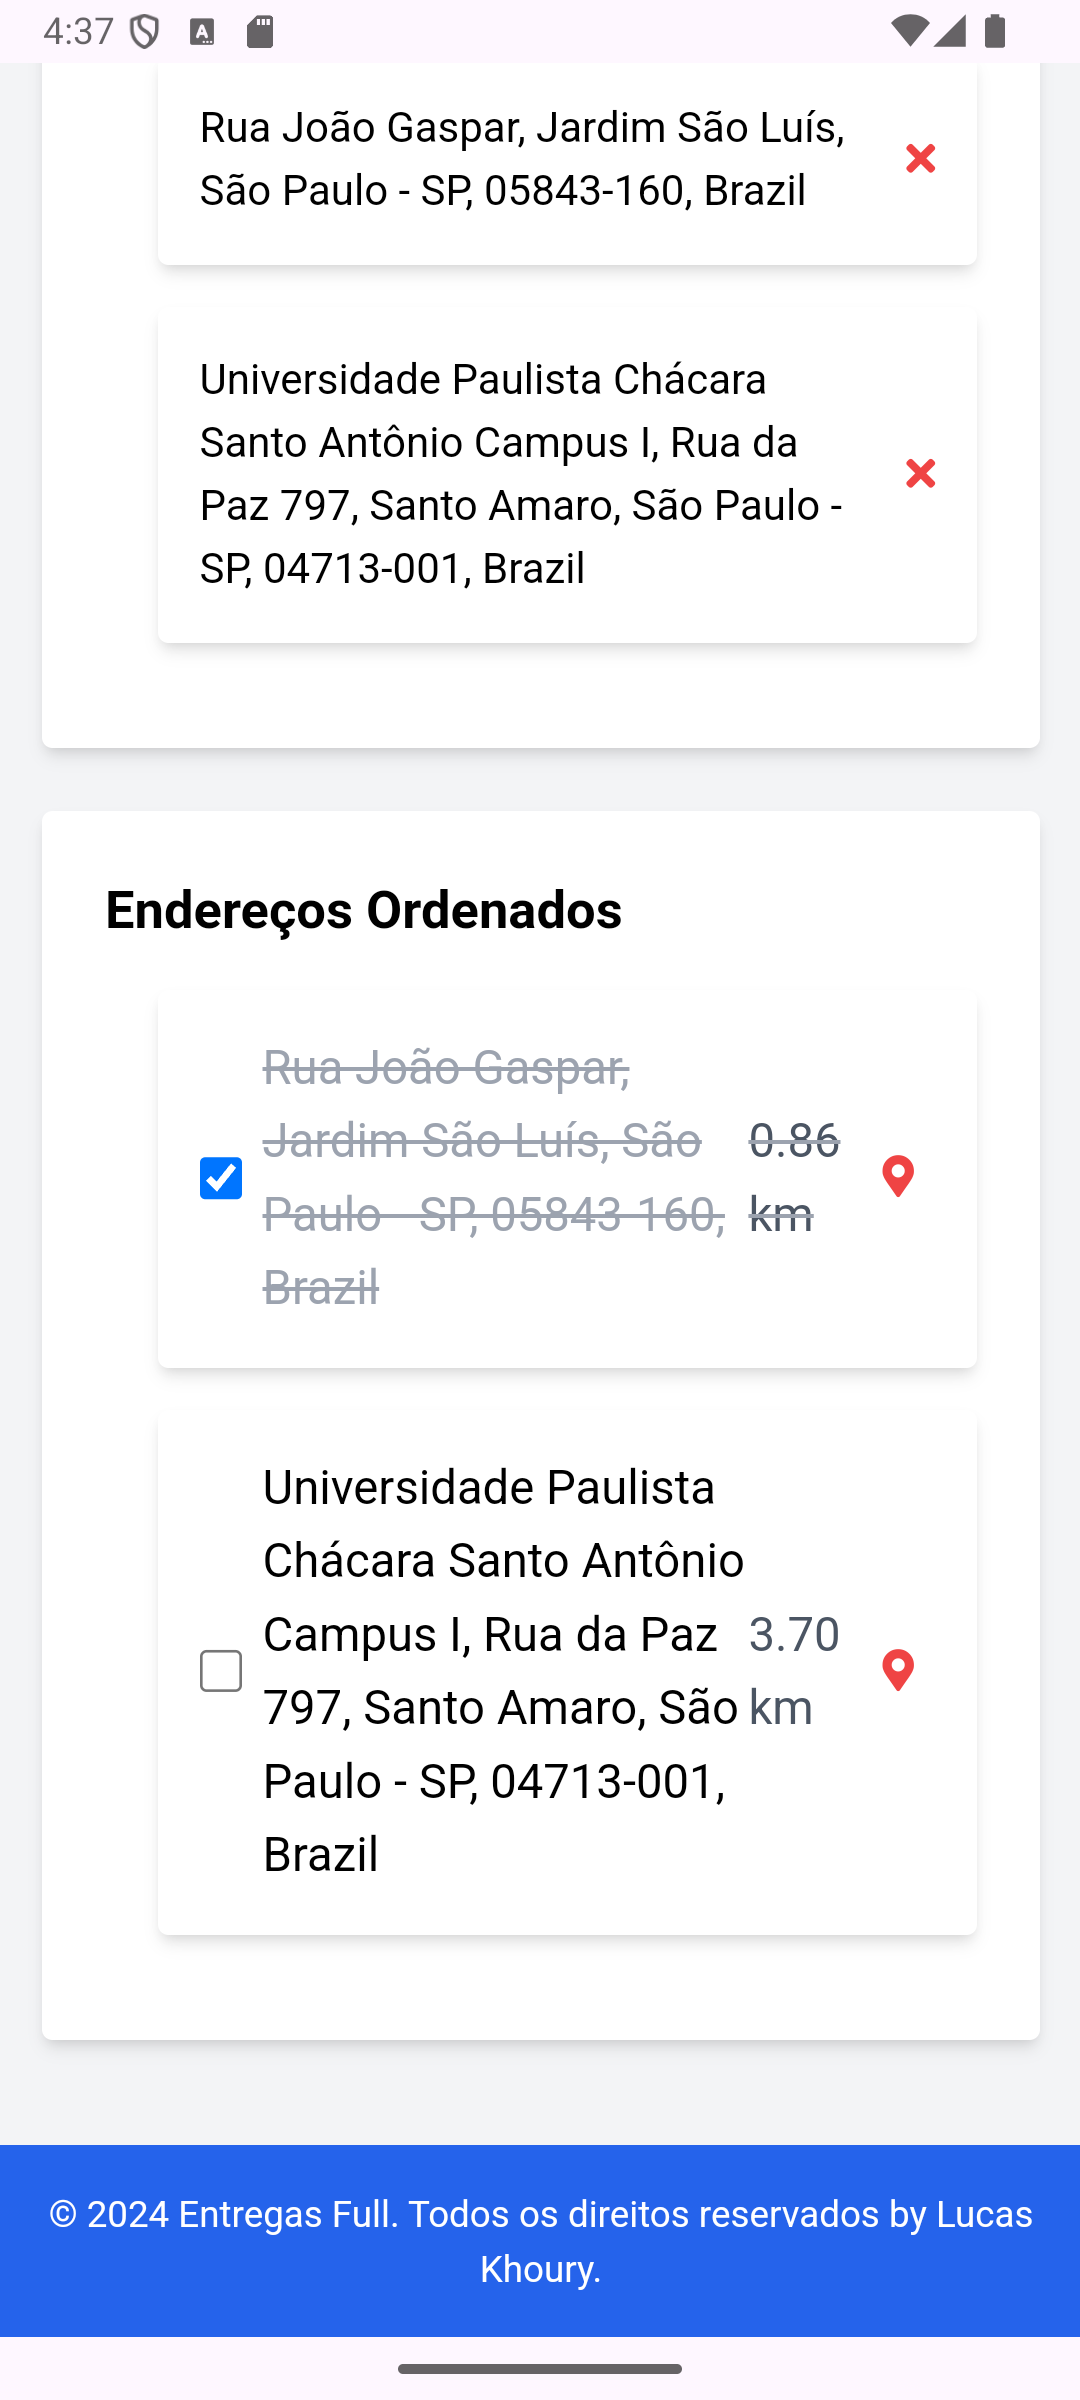 4:37
Rua João Gaspar, Jardim São Luís,
São Paulo - SP, 05843-160, Brazil
Universidade Paulista Chácara
Santo Antônio Campus I, Rua da
Paz 797, Santo Amaro, São Paulo -
SP, 04713-001, Brazil
Endereços Ordenados
Rua João Gaspar,
Jardim São Luís, São
Paulo - SP, 05843-160,
Brazil
0.86
km
Universidade Paulista
Chácara Santo Antônio
Campus I, Rua da Paz
797, Santo Amaro, São
Paulo - SP, 04713-001,
Brazil
3.70
km
© 2024 Entregas Full. Todos os direitos reservados by Lucas
Khoury.